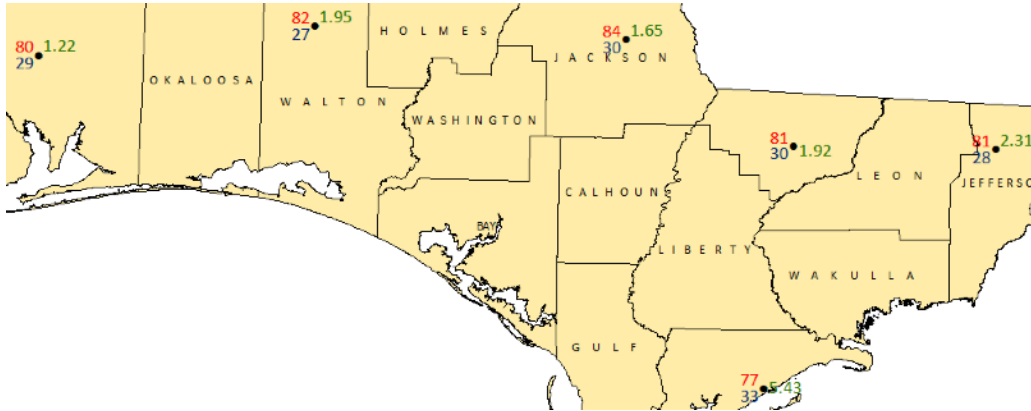 82 1.95
27
HOLMES
84 1.65
30
JACKSON
80 1.22
29
OKALOOSA
WALTON
WASHINGTON
81
30 1.92
81 2.31
28
LEON
JEFFERSON
CALHOUN
BAY
LIBERTY
WAKULLA
GULF
77
33 5.43